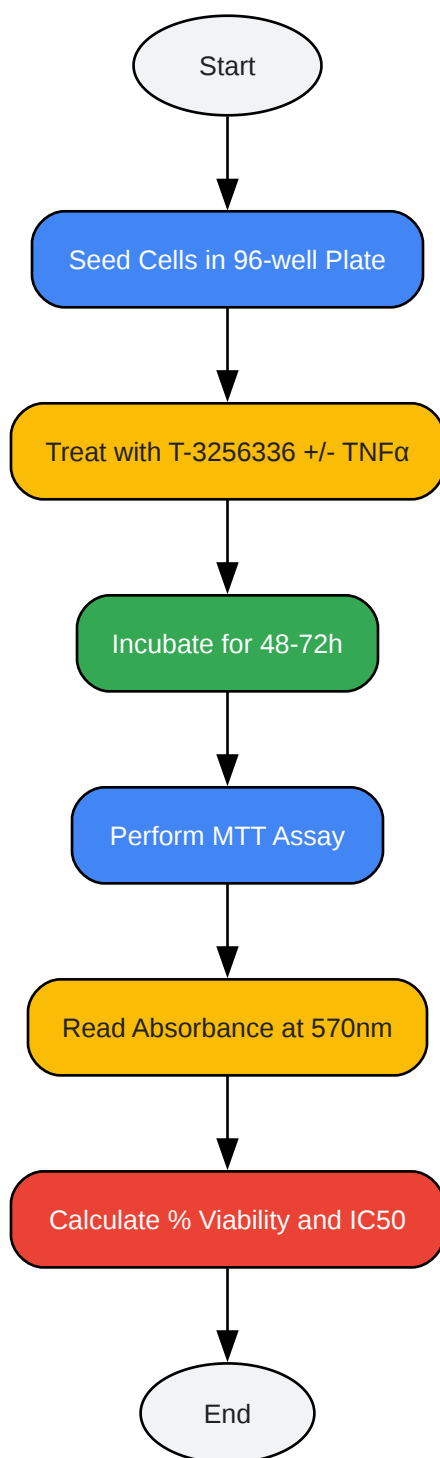 Start
Seed Cells in 96-well Plate
Treat with T-3256336 +/- TNFα
Incubate for 48-72h
Perform MTT Assay
Read Absorbance at 570nm
Calculate % Viability and IC50
End